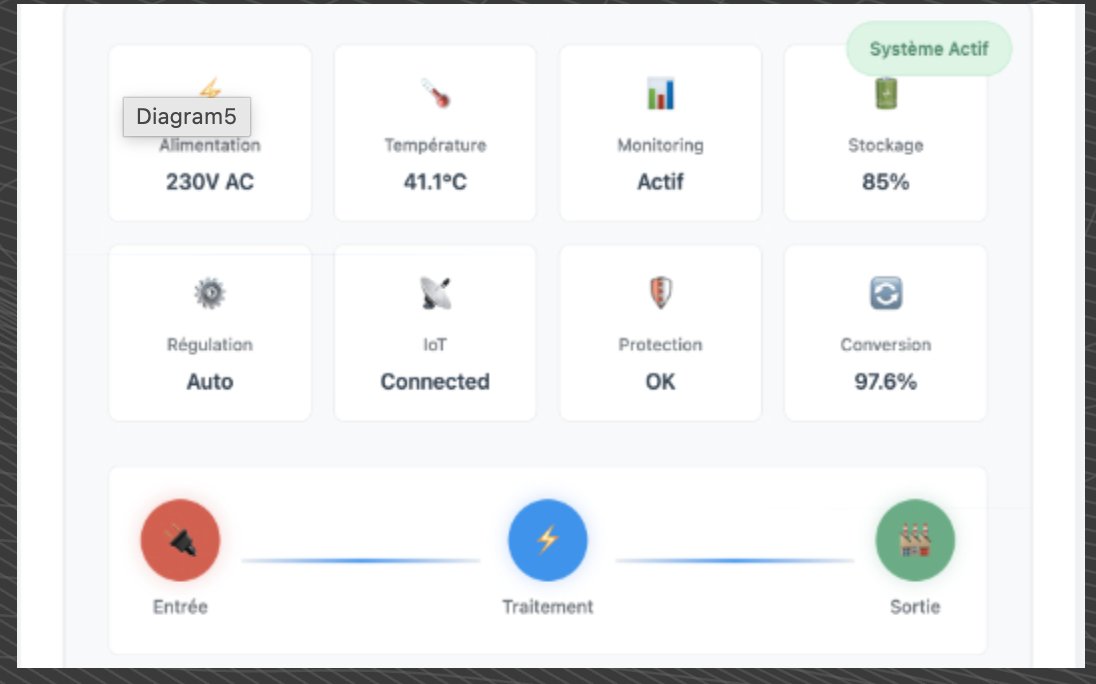 Système Actif
Diagram5
Alimentation
230V AC
Température
41.1°C
Monitoring
Actif
Stockage
85%
Régulation
Auto
IoT
Connected
Protection
OK
Conversion
97.6%
Entrée
Traitement
Sortie